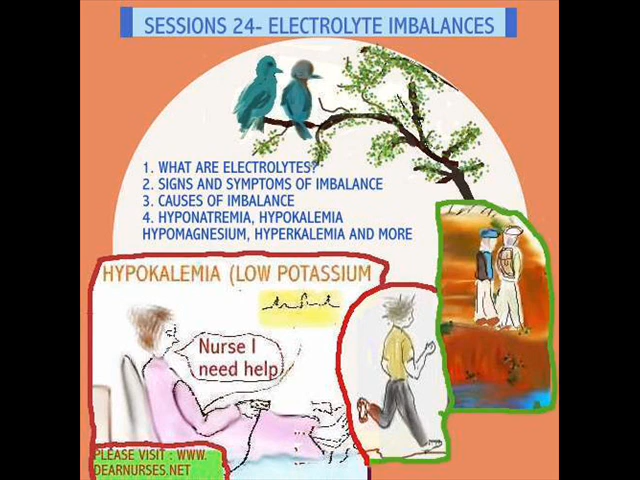 SESSIONS 24- ELECTROLYTE IMBALANCES
1. WHAT ARE ELECTROLYTES?
2. SIGNS AND SYMPTOMS OF IMBALANCE
3. CAUSES OF IMBALANCE
4. HYPONATREMIA, HYPOKALEMIA
HYPOMAGNESIUM, HYPERKALEMIA AND MORE
HYPOKALEMIA (LOW POTASSIUM
Nurse I
need help
PLEASE VISIT : WWW.
DEARNURSES.NET